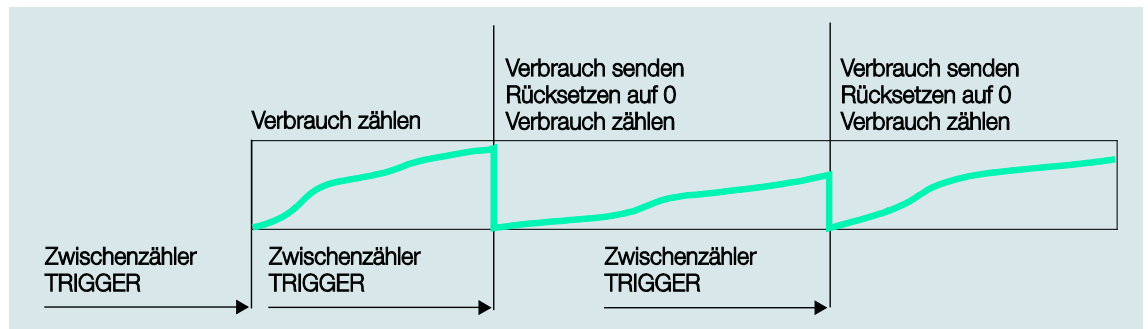 Verbrauch zählen
Verbrauch senden
Rücksetzen auf 0
Verbrauch zählen
Verbrauch senden
Rücksetzen auf 0
Verbrauch zählen
Zwischenzähler
TRIGGER
Zwischenzähler
TRIGGER
Zwischenzähler
TRIGGER